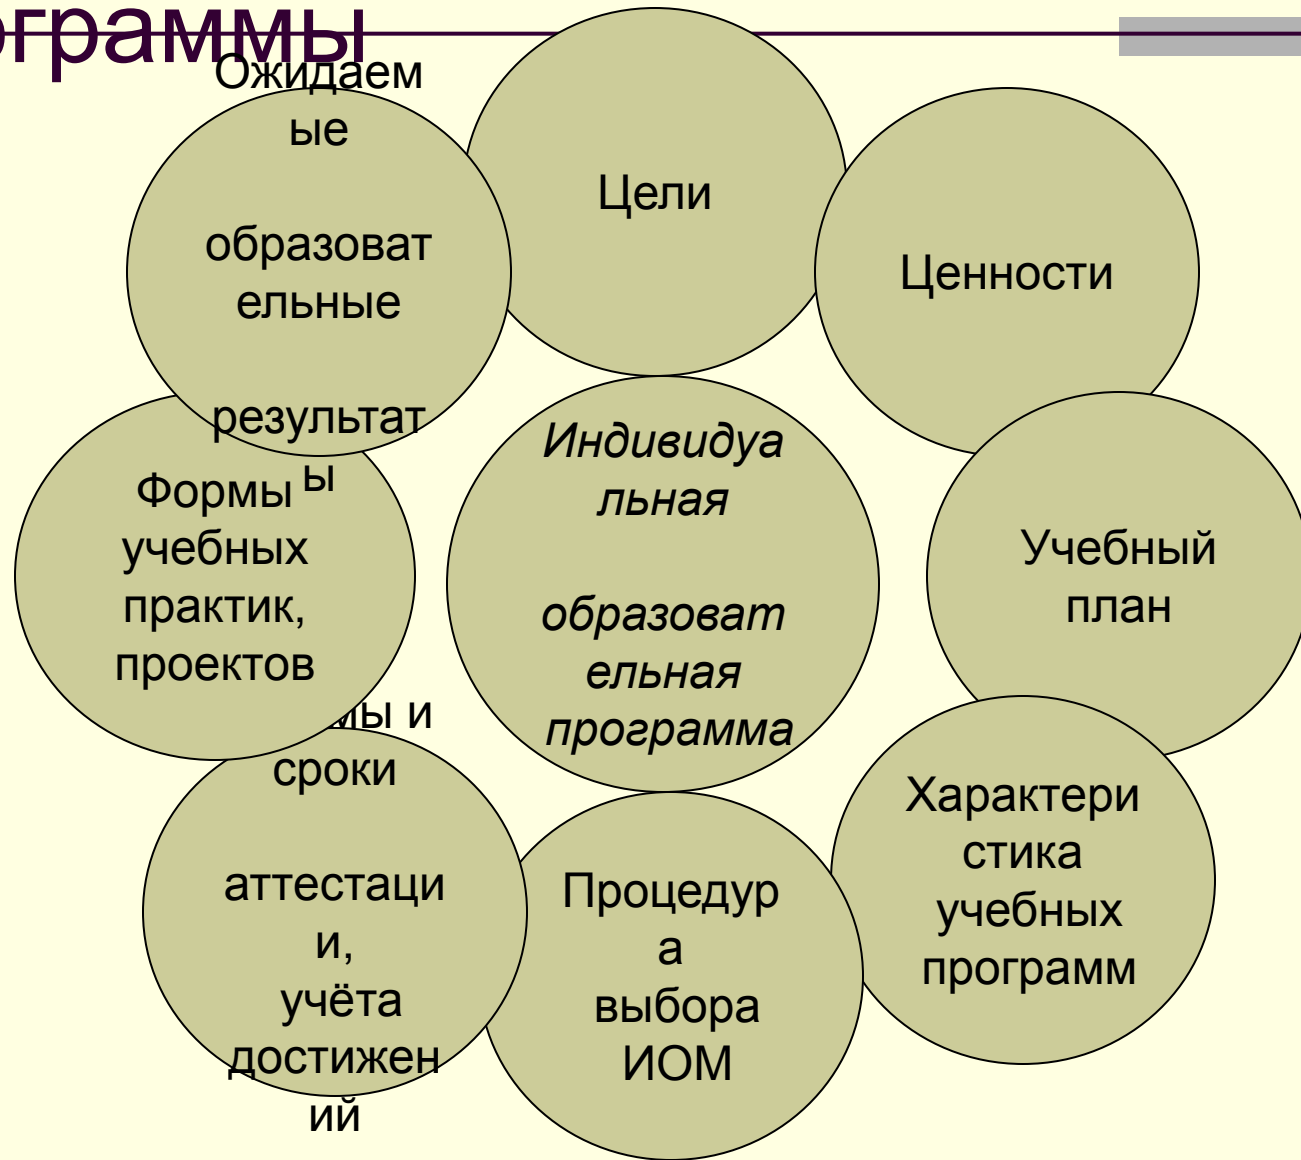 ограммы
Ожидаем
ые
образоват
ельные
результат
ы
Цели
Ценности
Учебный
план
Характери
стика
учебных
программ
Процедур
а
выбора
ИОМ
мы и
сроки
аттестаци
и,
учёта
достижен
ий
Формы
учебных
практик,
проектов
Индивидуа
льная
образоват
ельная
программа